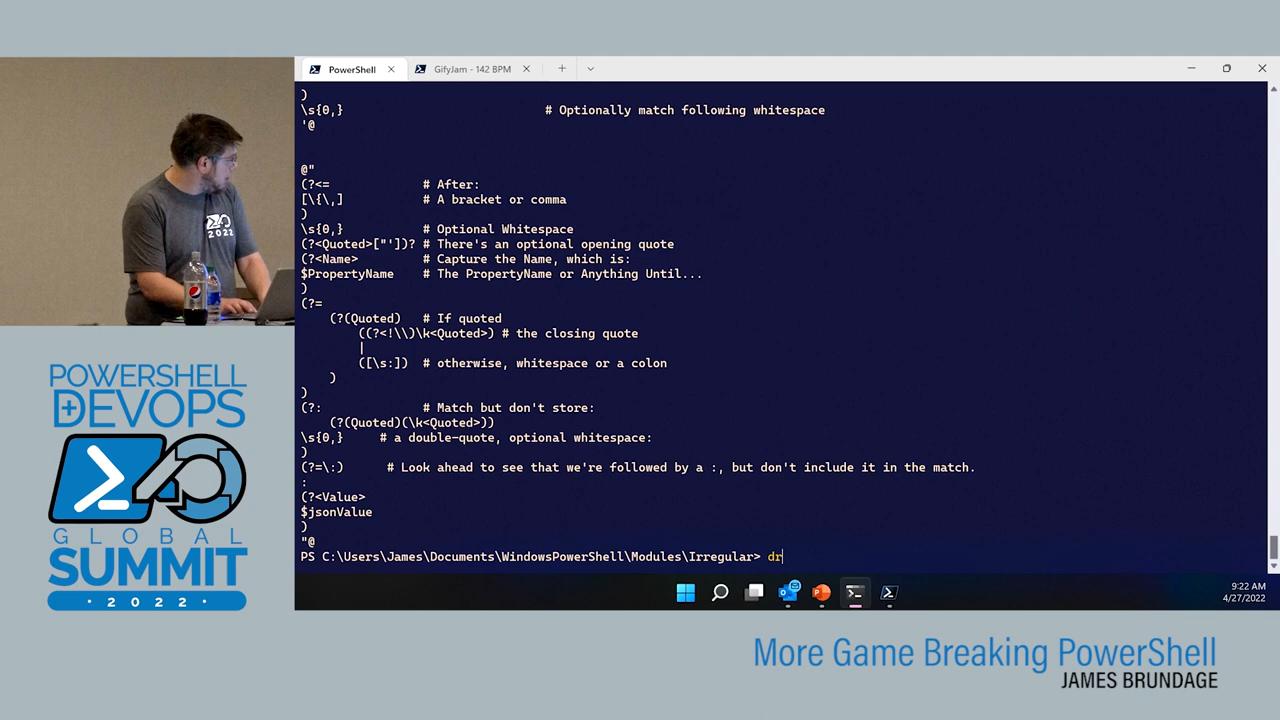 PowerShell
GifyJam - 142 BPM
)
\s{0,} # Optionally match following whitespace
'@
@"
(?<= # After:
[\{\,] # A bracket or comma
)
\s{0,} # Optional Whitespace
(?<Quoted>["'])? # There's an optional opening quote
(?<Name> # Capture the Name, which is:
$PropertyName # The PropertyName or Anything Until...
)
(?=
(?(Quoted) # If quoted
((?<!\\)\k<Quoted>) # the closing quote
|
([\s:]) # otherwise, whitespace or a colon
)
)
(?: # Match but don't store:
(?(Quoted)(\k<Quoted>))
\s{0,} # a double-quote, optional whitespace:
)
(?=\:) # Look ahead to see that we're followed by a :, but don't include it in the match.
:
(?<Value>
$jsonValue
)
"@
PS C:\Users\James\Documents\WindowsPowerShell\Modules\Irregular> dr
9:22 AM
4/27/2022
2022
POWERSHELL
+DEVOPS
GLOBAL
SUMMIT
· 2022 ·
More Game Breaking PowerShell
JAMES BRUNDAGE